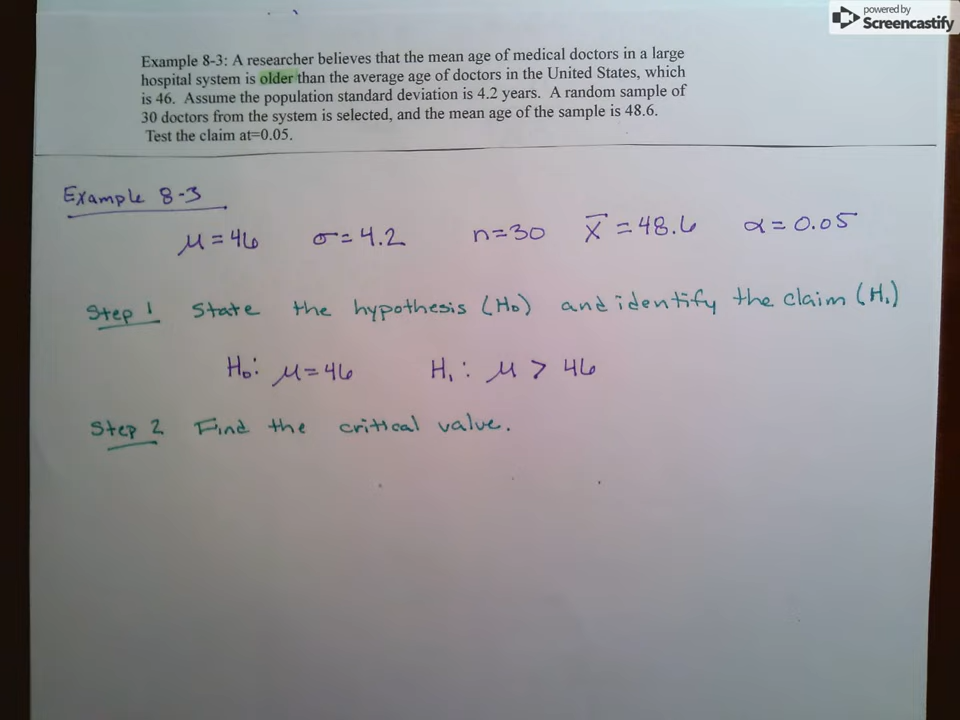 powered by
Screencastify
Example 8-3: A researcher believes that the mean age of medical doctors in a large
hospital system is older than the average age of doctors in the United States, which
is 46. Assume the population standard deviation is 4.2 years. A random sample of
30 doctors from the system is selected, and the mean age of the sample is 48.6.
Test the claim at=0.05.
Example 8-3
μ = 46 σ = 4.2 n = 30 X̄ = 48.6 α = 0.05
Step 1 State the hypothesis (H₀) and identify the claim (H₁)
H₀: μ = 46 H₁: μ > 46
Step 2 Find the critical value.